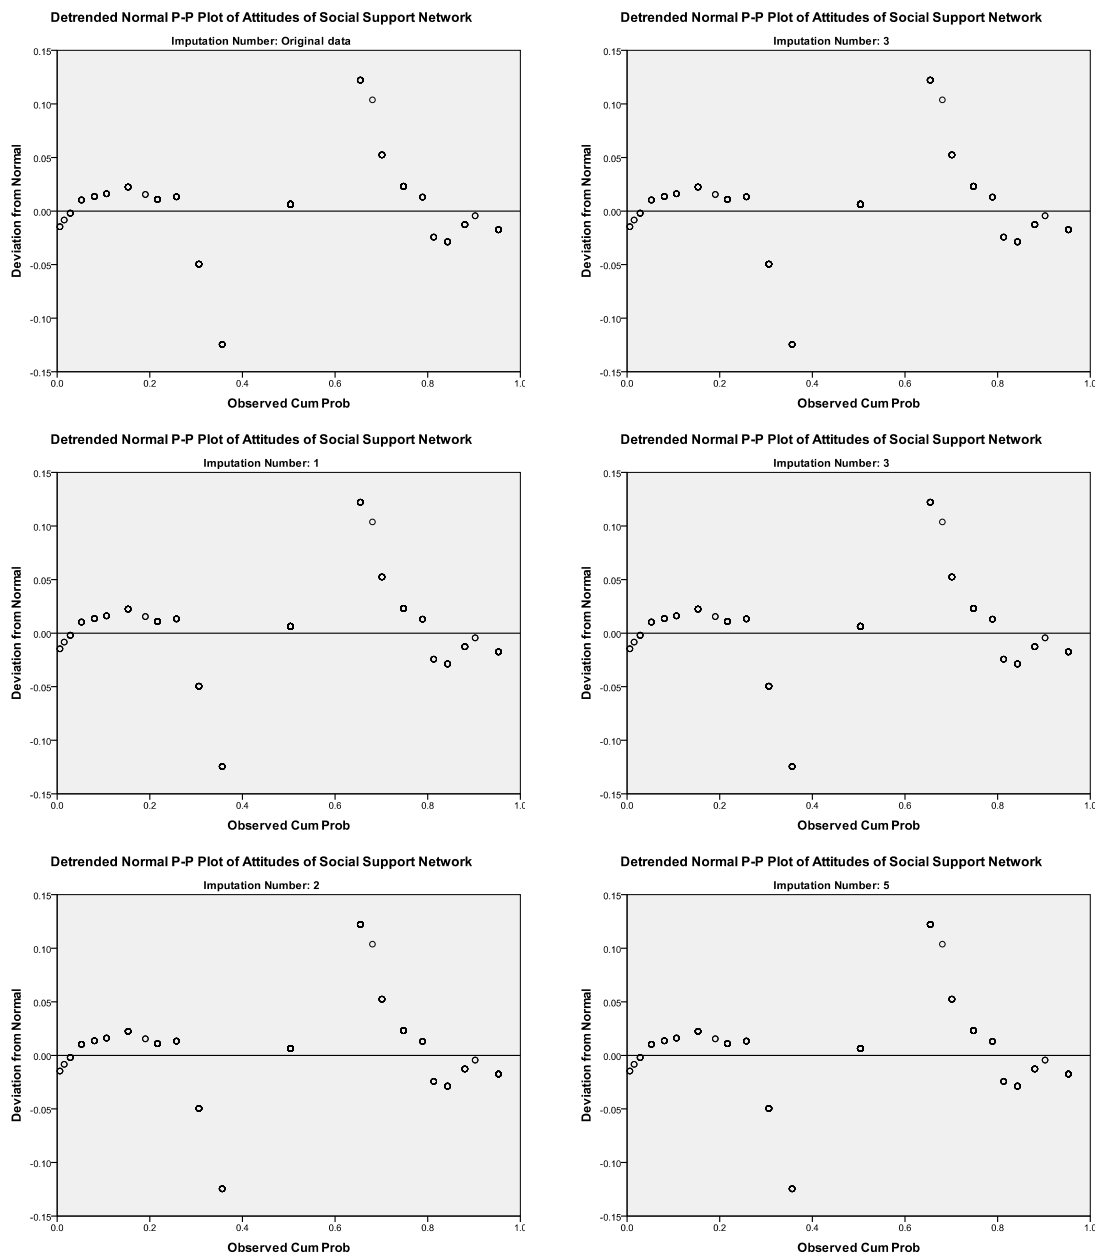 Detrended Normal P-P Plot of Attitudes of Social Support Network
Imputation Number: Original data
0.15
0.10
0.05
0.00
-0.05
-0.10
-0.15
Deviation from Normal
0.0 0.2 0.4 0.6 0.8 1.0
Observed Cum Prob
Detrended Normal P-P Plot of Attitudes of Social Support Network
Imputation Number: 3
0.15
0.10
0.05
0.00
-0.05
-0.10
-0.15
Deviation from Normal
0.0 0.2 0.4 0.6 0.8 1.0
Observed Cum Prob
Detrended Normal P-P Plot of Attitudes of Social Support Network
Imputation Number: 1
0.15
0.10
0.05
0.00
-0.05
-0.10
-0.15
Deviation from Normal
0.0 0.2 0.4 0.6 0.8 1.0
Observed Cum Prob
Detrended Normal P-P Plot of Attitudes of Social Support Network
Imputation Number: 3
0.15
0.10
0.05
0.00
-0.05
-0.10
-0.15
Deviation from Normal
0.0 0.2 0.4 0.6 0.8 1.0
Observed Cum Prob
Detrended Normal P-P Plot of Attitudes of Social Support Network
Imputation Number: 2
0.15
0.10
0.05
0.00
-0.05
-0.10
-0.15
Deviation from Normal
0.0 0.2 0.4 0.6 0.8 1.0
Observed Cum Prob
Detrended Normal P-P Plot of Attitudes of Social Support Network
Imputation Number: 5
0.15
0.10
0.05
0.00
-0.05
-0.10
-0.15
Deviation from Normal
0.0 0.2 0.4 0.6 0.8 1.0
Observed Cum Prob